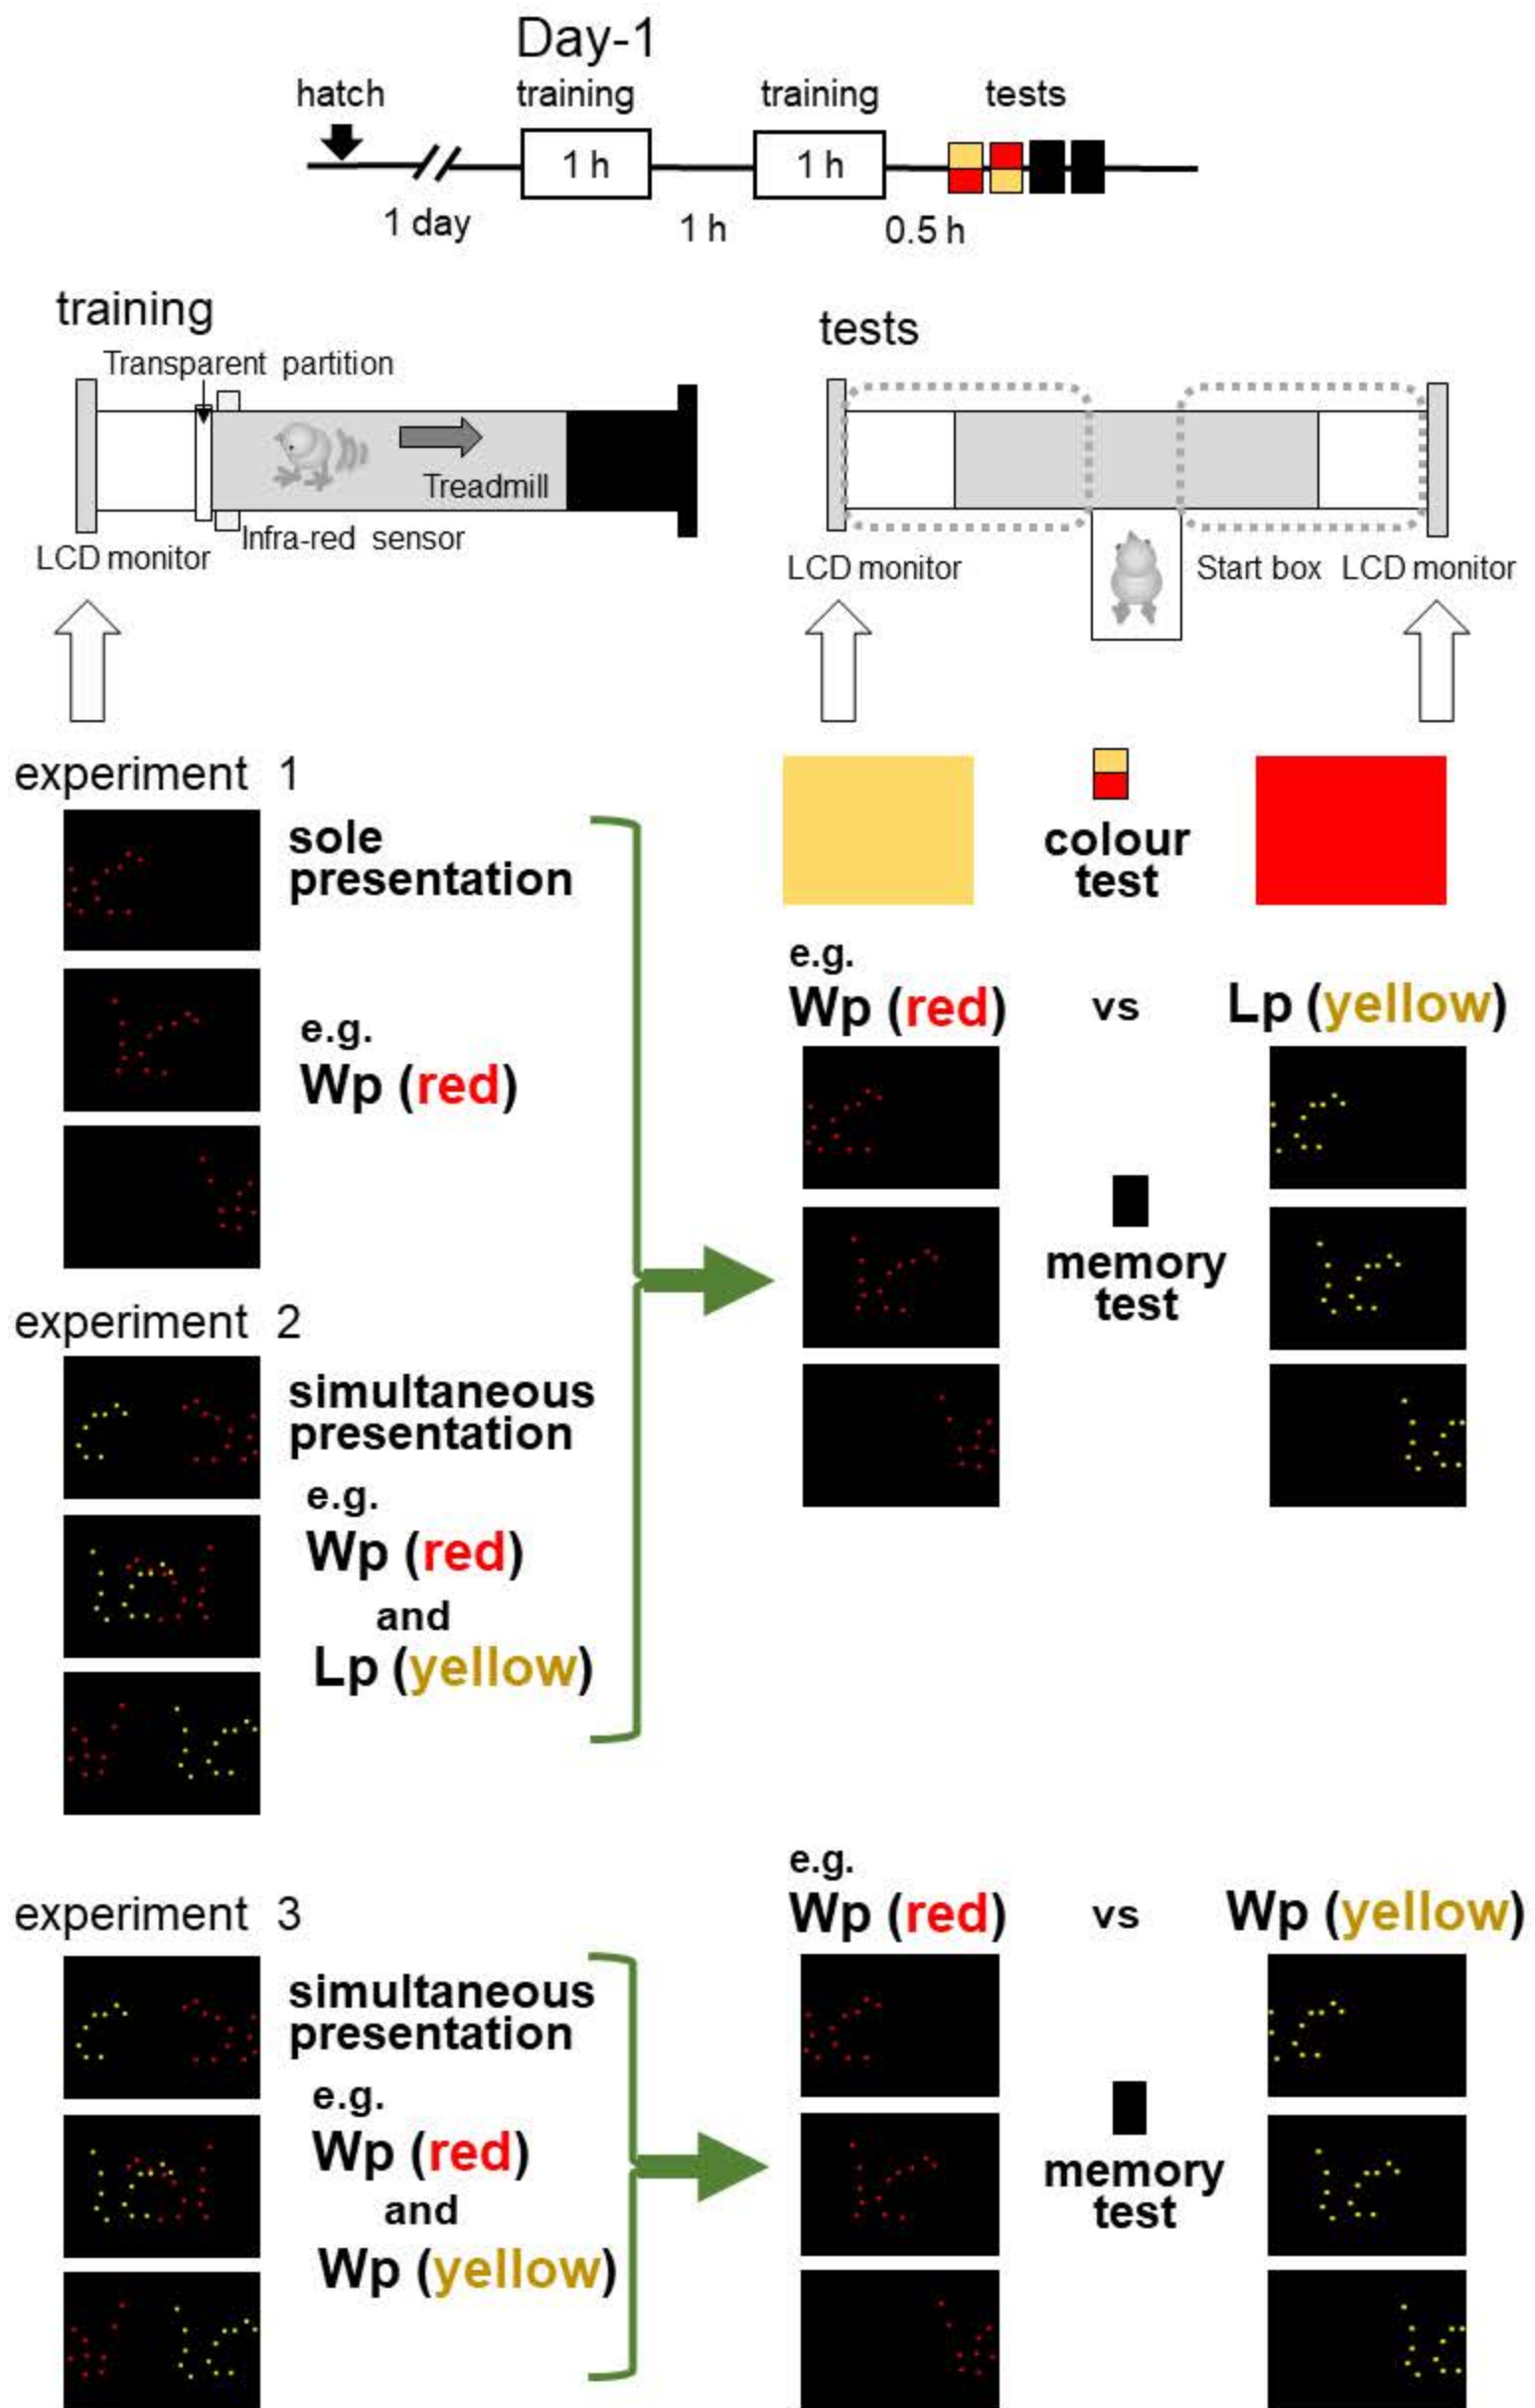 Day-1
hatch
training
training
tests
1 h
1 h
1 day
1 h
0.5 h
training
Transparent partition
Treadmill
Infra-red sensor
LCD monitor
tests
LCD monitor
Start box
LCD monitor
experiment 1
sole
presentation
e.g.
Wp (red)
experiment 2
simultaneous
presentation
e.g.
Wp (red)
and
Lp (yellow)
colour
test
e.g.
Wp (red)
vs
Lp (yellow)
memory
test
experiment 3
simultaneous
presentation
e.g.
Wp (red)
and
Wp (yellow)
e.g.
Wp (red)
vs
Wp (yellow)
memory
test